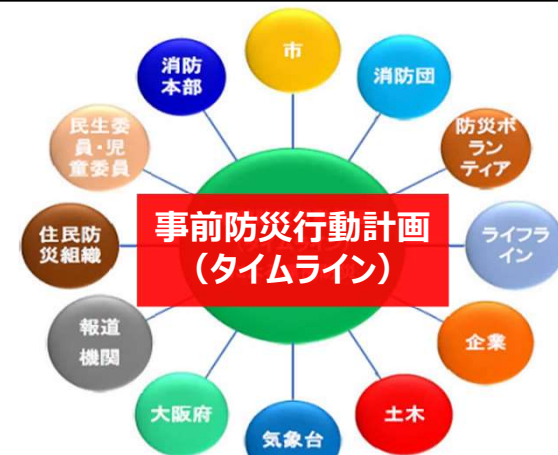 市
消防団
防災ボ
ラン
ティア
ライフラ
イン
企業
土木
気象台
大阪府
報道
機関
住民防
災組織
民生委
員・児
童委員
消防
本部
事前防災行動計画
（タイムライン）